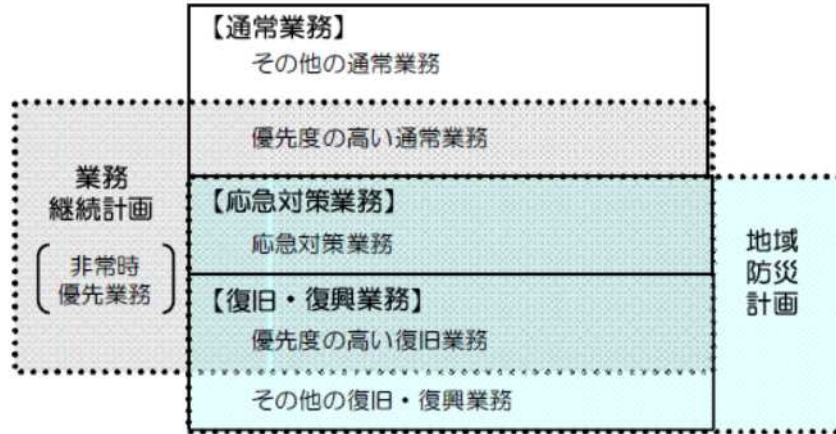 【通常業務】
その他の通常業務
優先度の高い通常業務
業務
継続計画
非常時
優先業務
【応急対策業務】
応急対策業務
【復旧・復興業務】
優先度の高い復旧業務
その他の復旧・復興業務
地域
防災
計画